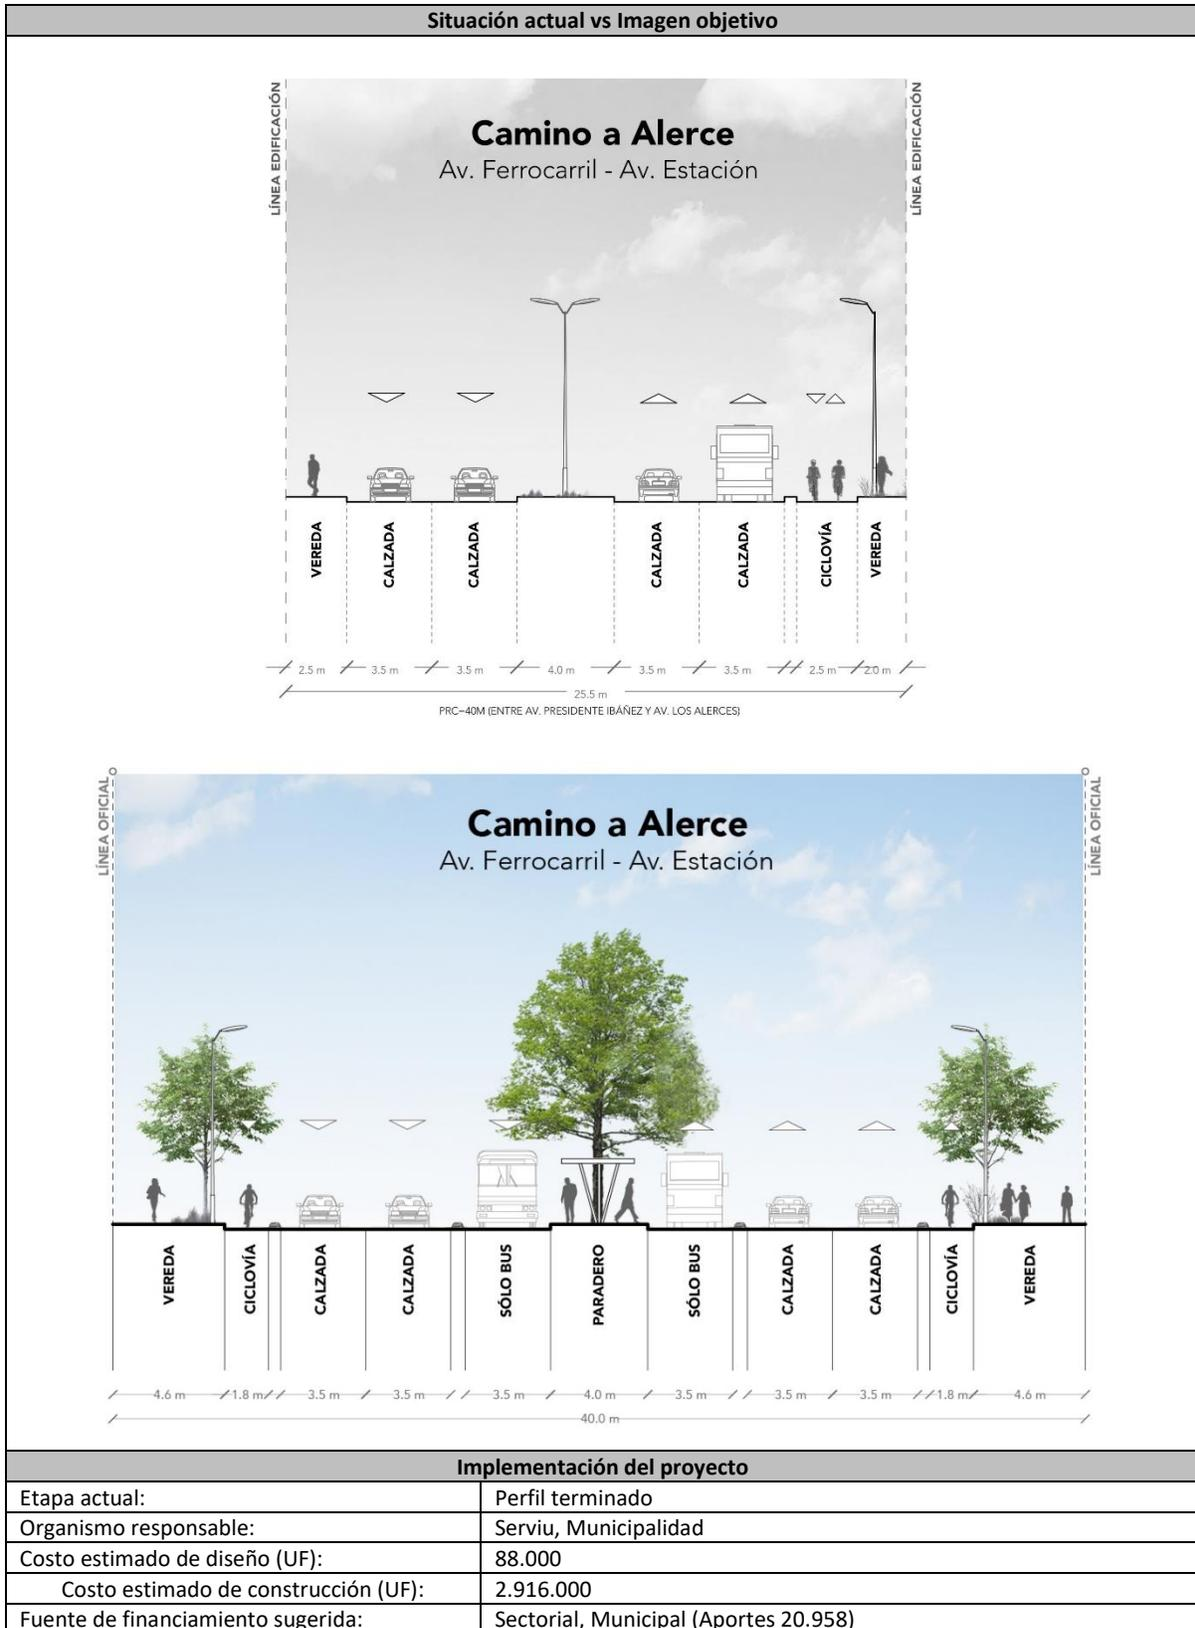 Situación actual vs Imagen objetivo
LÍNEA EDIFICACIÓN
Camino a Alerce
Av. Ferrocarril - Av. Estación
LÍNEA EDIFICACIÓN
VEREDA
CALZADA
CALZADA
CALZADA
CALZADA
CICLOVÍA
VEREDA
2.5 m 3.5 m 3.5 m 4.0 m 3.5 m 3.5 m 2.5 m 2.0 m
25.5 m
PRC-40M (ENTRE AV. PRESIDENTE IBÁÑEZ Y AV. LOS ALERCES)
LÍNEA OFICIAL
Camino a Alerce
Av. Ferrocarril - Av. Estación
LÍNEA OFICIAL
VEREDA
CICLOVÍA
CALZADA
CALZADA
SÓLO BUS
PARADERO
SÓLO BUS
CALZADA
CALZADA
CICLOVÍA
VEREDA
4.6 m 1.8 m 3.5 m 3.5 m 3.5 m 4.0 m 3.5 m 3.5 m 3.5 m 1.8 m 4.6 m
40.0 m
Implementación del proyecto
Etapa actual: Perfil terminado
Organismo responsable: Serviu, Municipalidad
Costo estimado de diseño (UF): 88.000
Costo estimado de construcción (UF): 2.916.000
Fuente de financiamiento sugerida: Sectorial, Municipal (Aportes 20.958)